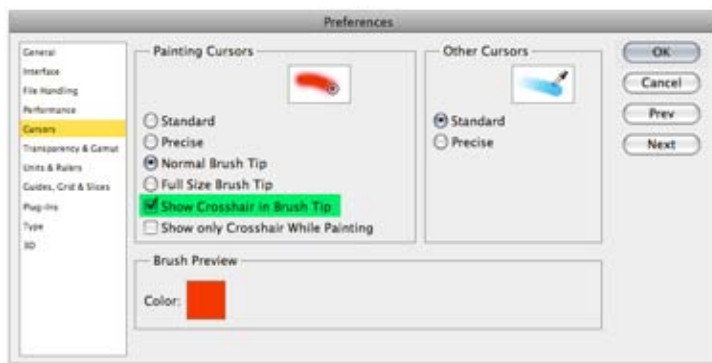 Preferences
General
Interface
File Handling
Performance
Cursors
Transparency & Gamut
Units & Rulers
Guides, Grid & Slices
Plug-Ins
Type
3D
Painting Cursors
Standard
Precise
Normal Brush Tip
Full Size Brush Tip
Show Crosshair in Brush Tip
Show only Crosshair While Painting
Other Cursors
Standard
Precise
Brush Preview
Color:
OK
Cancel
Prev
Next